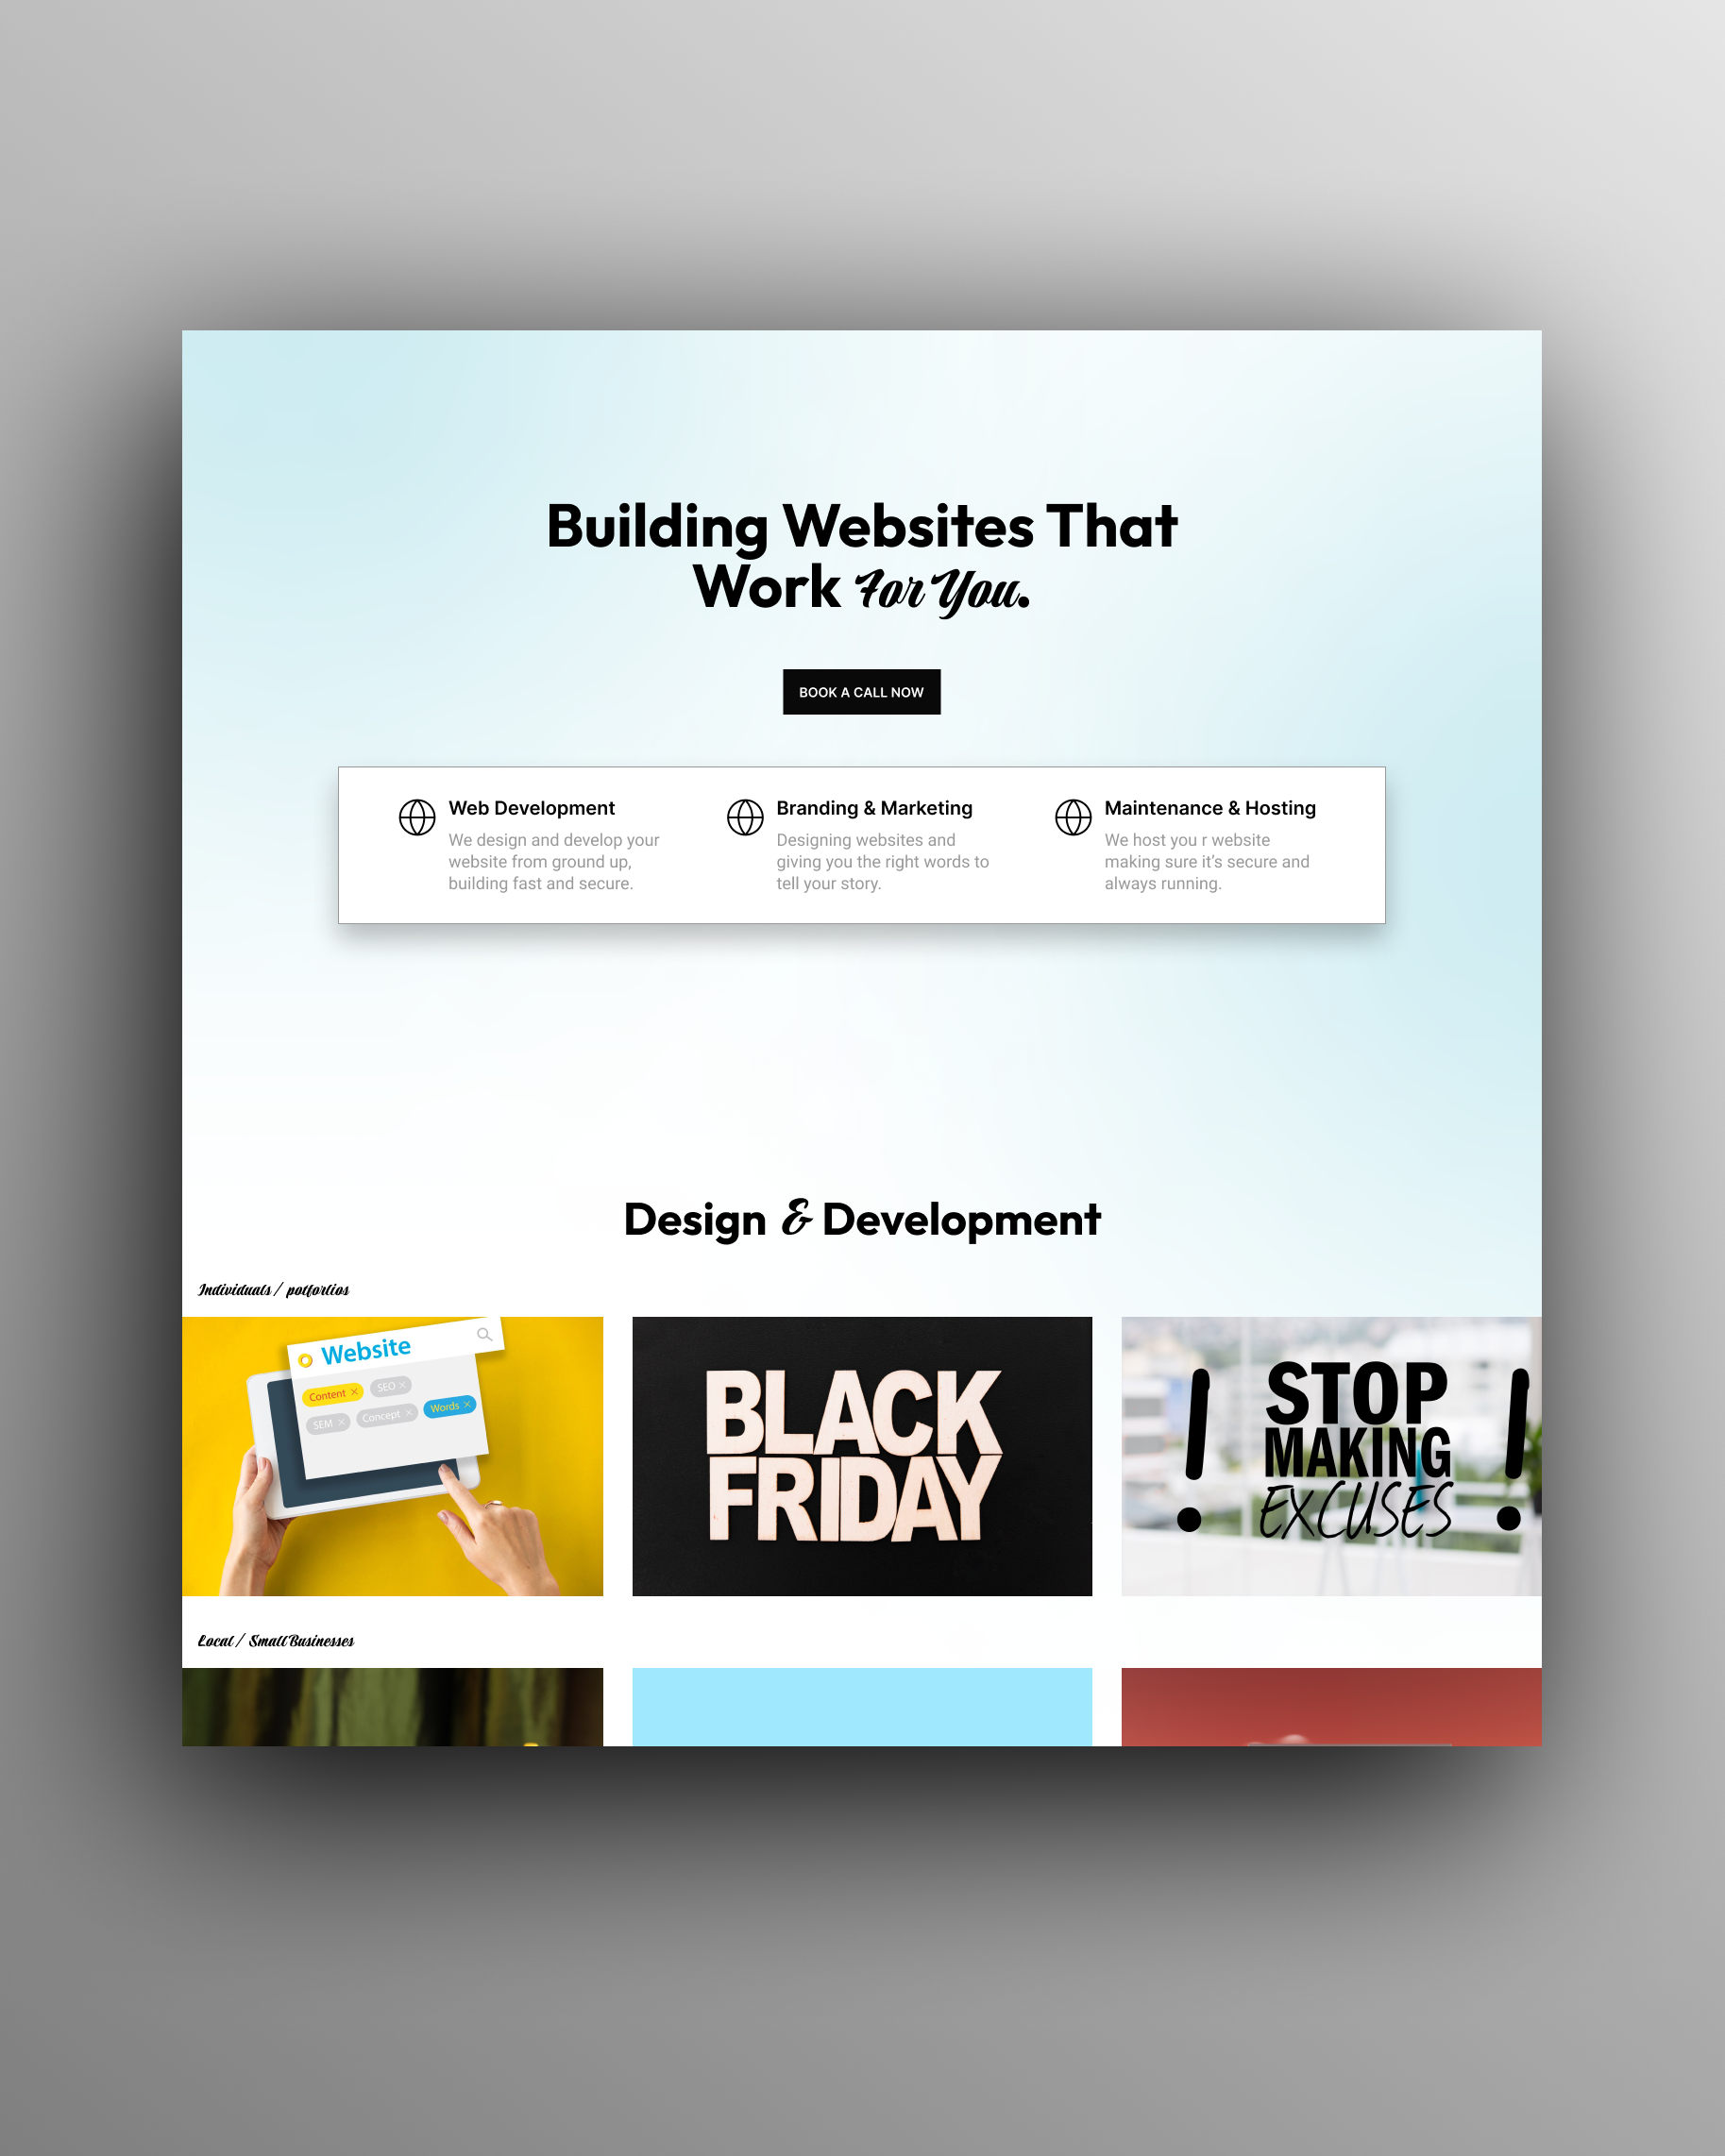 Building Websites That
Work For You.
BOOK A CALL NOW
Web Development
We design and develop your
website from ground up,
building fast and secure.
Branding & Marketing
Designing websites and
giving you the right words to
tell your story.
Maintenance & Hosting
We host you r website
making sure it’s secure and
always running.
Design & Development
Individuals / potfortios
Website
Content ×
SEO ×
SEM ×
Concept ×
Words ×
BLACK
FRIDAY
! STOP !
MAKING
EXCUSES
Local / Small Businesses